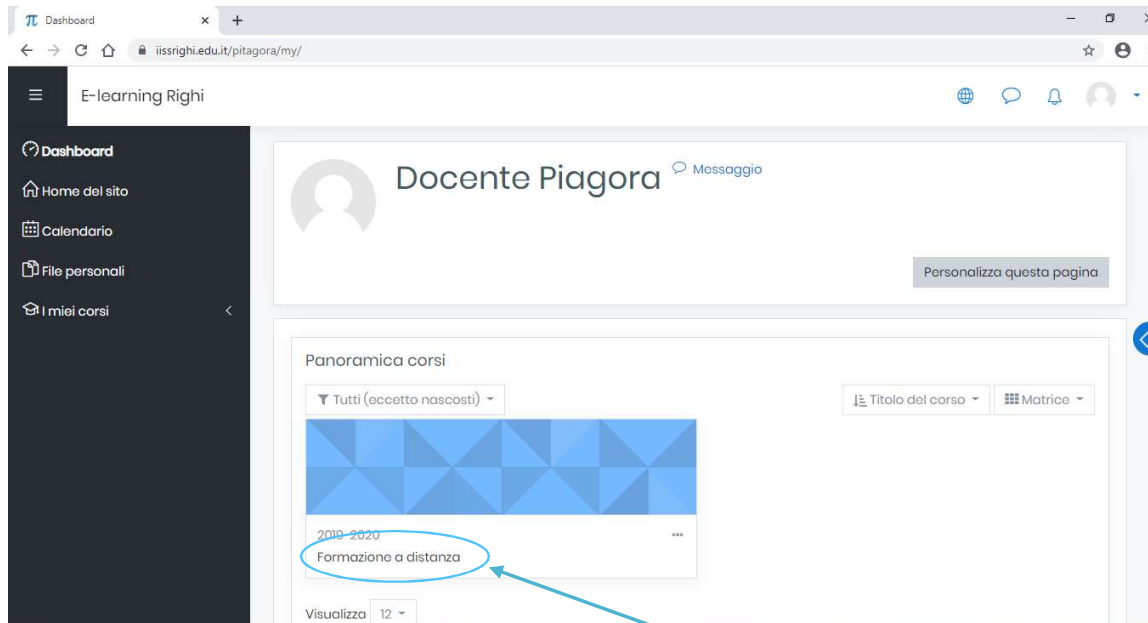 Dashboard
iissrighi.edu.it/pitagora/my/
E-learning Righi
Dashboard
Home del sito
Calendario
File personali
I miei corsi
Docente Piagora Messaggio
Personalizza questa pagina
Panoramica corsi
Tutti (eccetto nascosti) Titolo del corso Matrice
2019-2020
Formazione a distanza
Visualizza 12